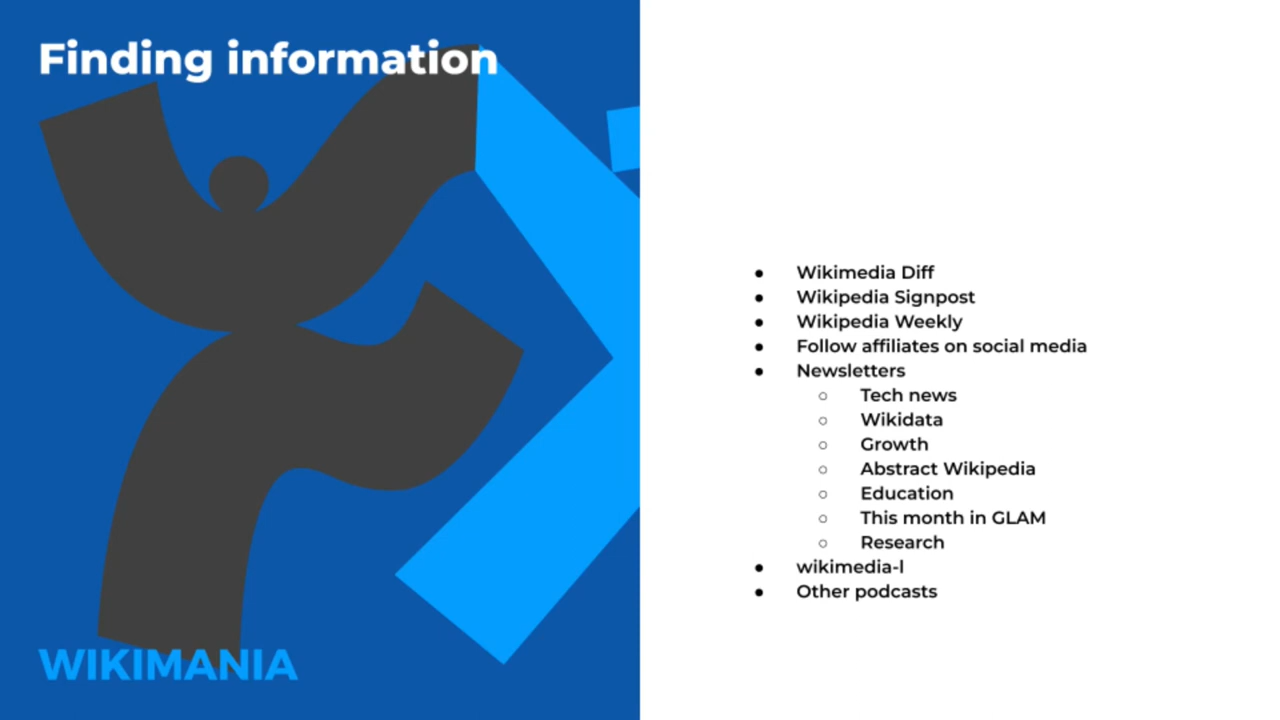 Finding information
WIKIMANIA
● Wikimedia Diff
● Wikipedia Signpost
● Wikipedia Weekly
● Follow affiliates on social media
● Newsletters
○ Tech news
○ Wikidata
○ Growth
○ Abstract Wikipedia
○ Education
○ This month in GLAM
○ Research
● wikimedia-l
● Other podcasts